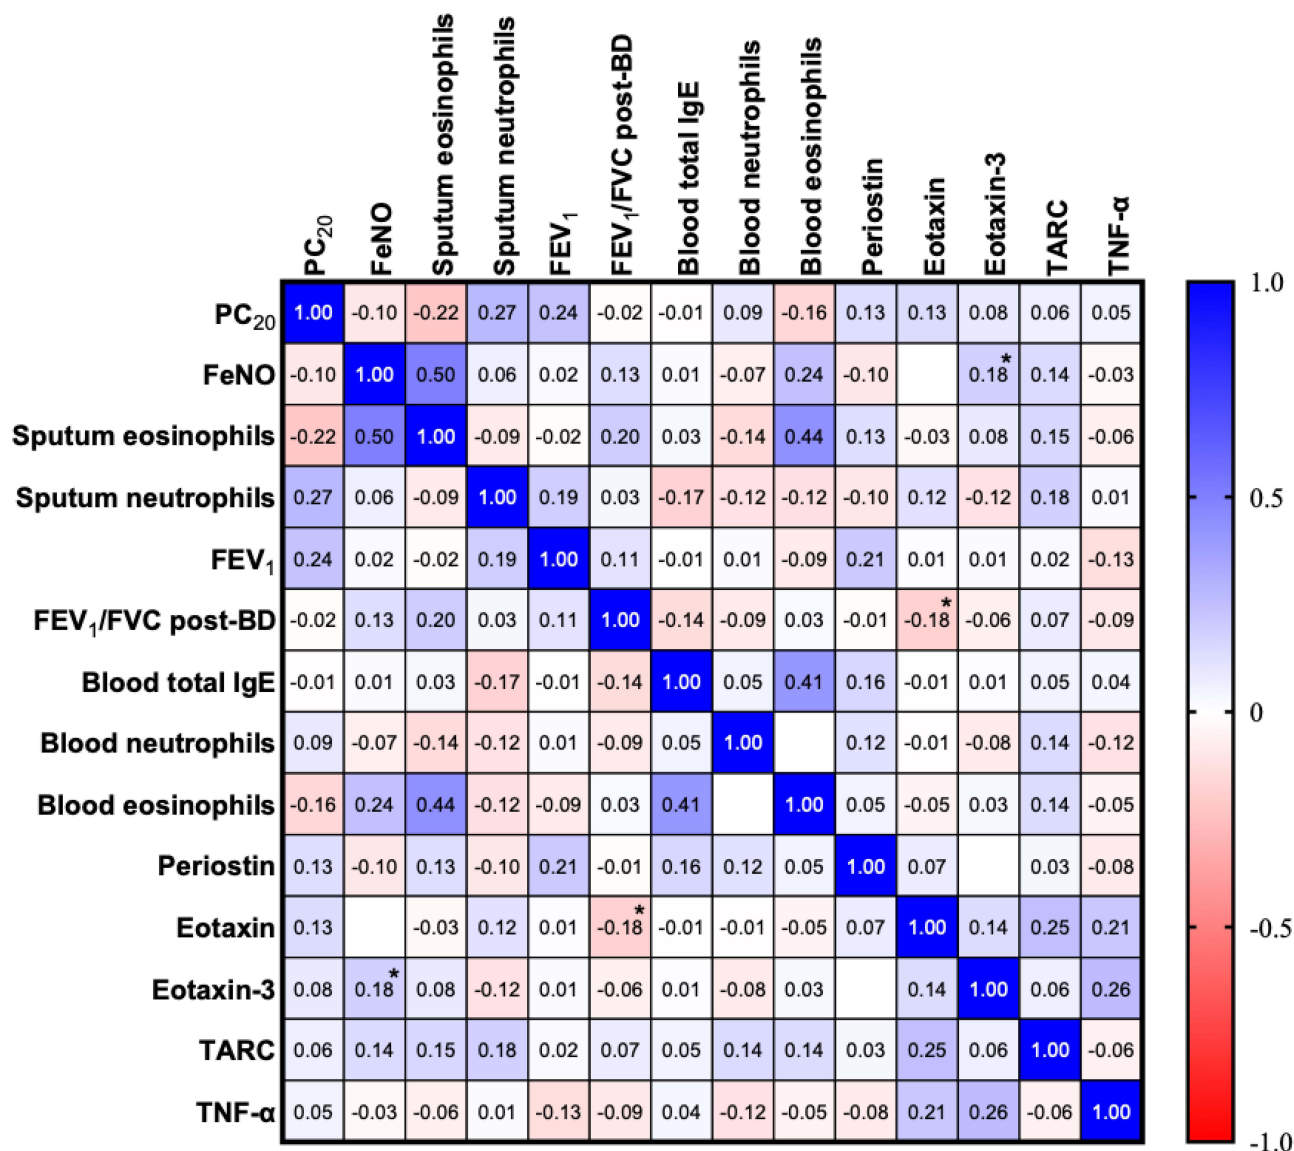 PC20 FeNO Sputum eosinophils Sputum neutrophils FEV1 FEV1/FVC post-BD Blood total IgE Blood neutrophils Blood eosinophils Periostin Eotaxin Eotaxin-3 TARC TNF-α
PC20 1.00 -0.10 -0.22 0.27 0.24 -0.02 -0.01 0.09 -0.16 0.13 0.13 0.08 0.06 0.05
FeNO -0.10 1.00 0.50 0.06 0.02 0.13 0.01 -0.07 0.24 -0.10 0.18* 0.14 -0.03
Sputum eosinophils -0.22 0.50 1.00 -0.09 -0.02 0.20 0.03 -0.14 0.44 0.13 -0.03 0.08 0.15 -0.06
Sputum neutrophils 0.27 0.06 -0.09 1.00 0.19 0.03 -0.17 -0.12 -0.12 -0.10 0.12 -0.12 0.18 0.01
FEV1 0.24 0.02 -0.02 0.19 1.00 0.11 -0.01 0.01 -0.09 0.21 0.01 0.01 0.02 -0.13
FEV1/FVC post-BD -0.02 0.13 0.20 0.03 0.11 1.00 -0.14 -0.09 0.03 -0.01 -0.18* -0.06 0.07 -0.09
Blood total IgE -0.01 0.01 0.03 -0.17 -0.01 -0.14 1.00 0.05 0.41 0.16 -0.01 0.01 0.05 0.04
Blood neutrophils 0.09 -0.07 -0.14 -0.12 0.01 -0.09 0.05 1.00 0.12 -0.01 -0.08 0.14 -0.12
Blood eosinophils -0.16 0.24 0.44 -0.12 -0.09 0.03 0.41 1.00 0.05 -0.05 0.03 0.14 -0.05
Periostin 0.13 -0.10 0.13 -0.10 0.21 -0.01 0.16 0.12 0.05 1.00 0.07 0.03 -0.08
Eotaxin 0.13 -0.03 0.12 0.01 -0.18* -0.01 -0.01 -0.05 0.07 1.00 0.14 0.25 0.21
Eotaxin-3 0.08 0.18* 0.08 -0.12 0.01 -0.06 0.01 -0.08 0.03 0.14 1.00 0.06 0.26
TARC 0.06 0.14 0.15 0.18 0.02 0.07 0.05 0.14 0.14 0.03 0.25 0.06 1.00 -0.06
TNF-α 0.05 -0.03 -0.06 0.01 -0.13 -0.09 0.04 -0.12 -0.05 -0.08 0.21 0.26 -0.06 1.00
1.0
0.5
0
-0.5
-1.0